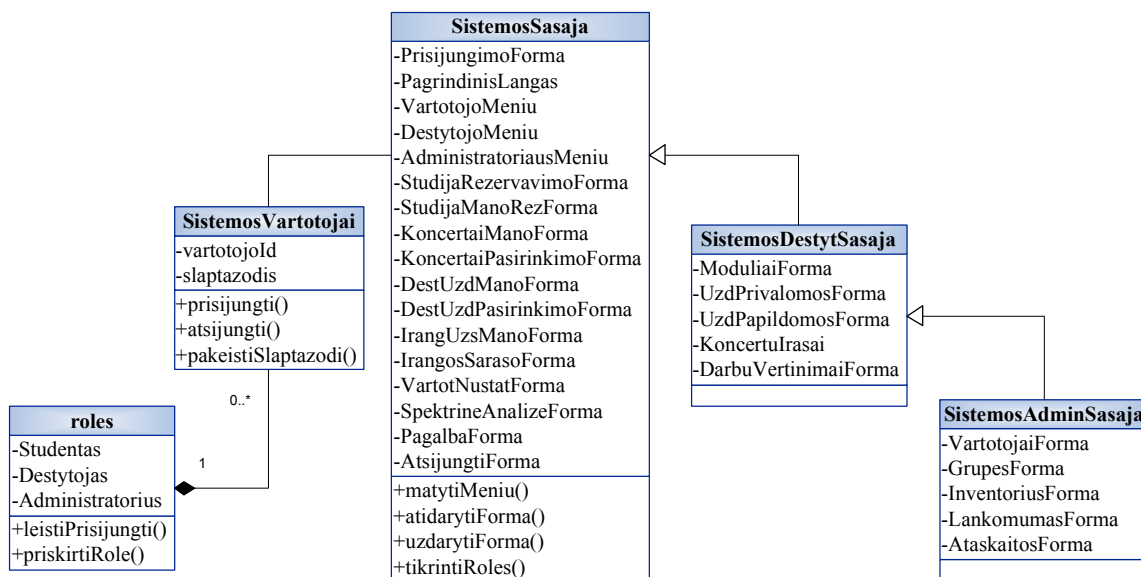 SistemosSasaja
-PrisijungimoForma
-PagrindinisLangas
-VartotojoMeniu
-DestytojoMeniu
-AdministratoriausMeniu
-StudijaRezervavimoForma
-StudijaManoRezForma
-KoncertaiManoForma
-KoncertaiPasirinkimoForma
-DestUzdManoForma
-DestUzdPasirinkimoForma
-IrangUzsManoForma
-IrangosSarasoForma
-VartotNustatForma
-SpektrineAnalizeForma
-PagalbaForma
-AtsijungtiForma
+matytiMeniu()
+atidarytiForma()
+uzdarytiForma()
+tikrintiRoles()
SistemosVartotojai
-vartotojoId
-slaptazodis
+prisijungti()
+atsijungti()
+pakeistiSlaptazodi()
0..*
1
roles
-Studentas
-Destytojas
-Administratorius
+leistiPrisijungti()
+priskirtiRole()
SistemosDestytSasaja
-ModuliaiForma
-UzdPrivalomosForma
-UzdPapildomosForma
-KoncertuIrasai
-DarbuVertinimaiForma
SistemosAdminSasaja
-VartotojaiForma
-GrupesForma
-InventoriusForma
-LankomumasForma
-AtaskaitosForma